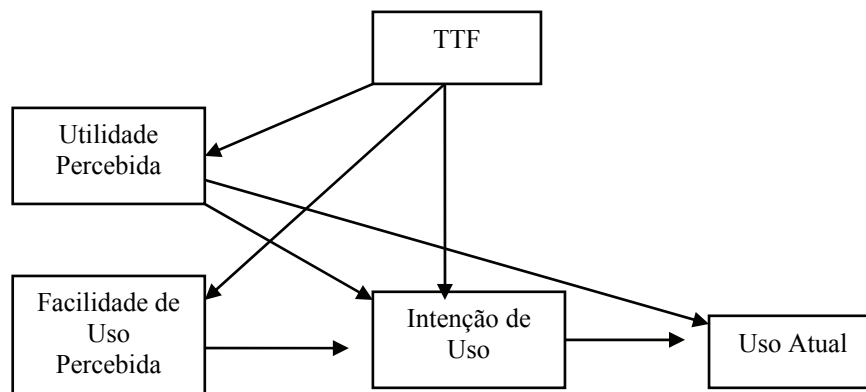 TTF
Utilidade
Percebida
Facilidade de
Uso
Percebida
Intenção de
Uso
Uso Atual